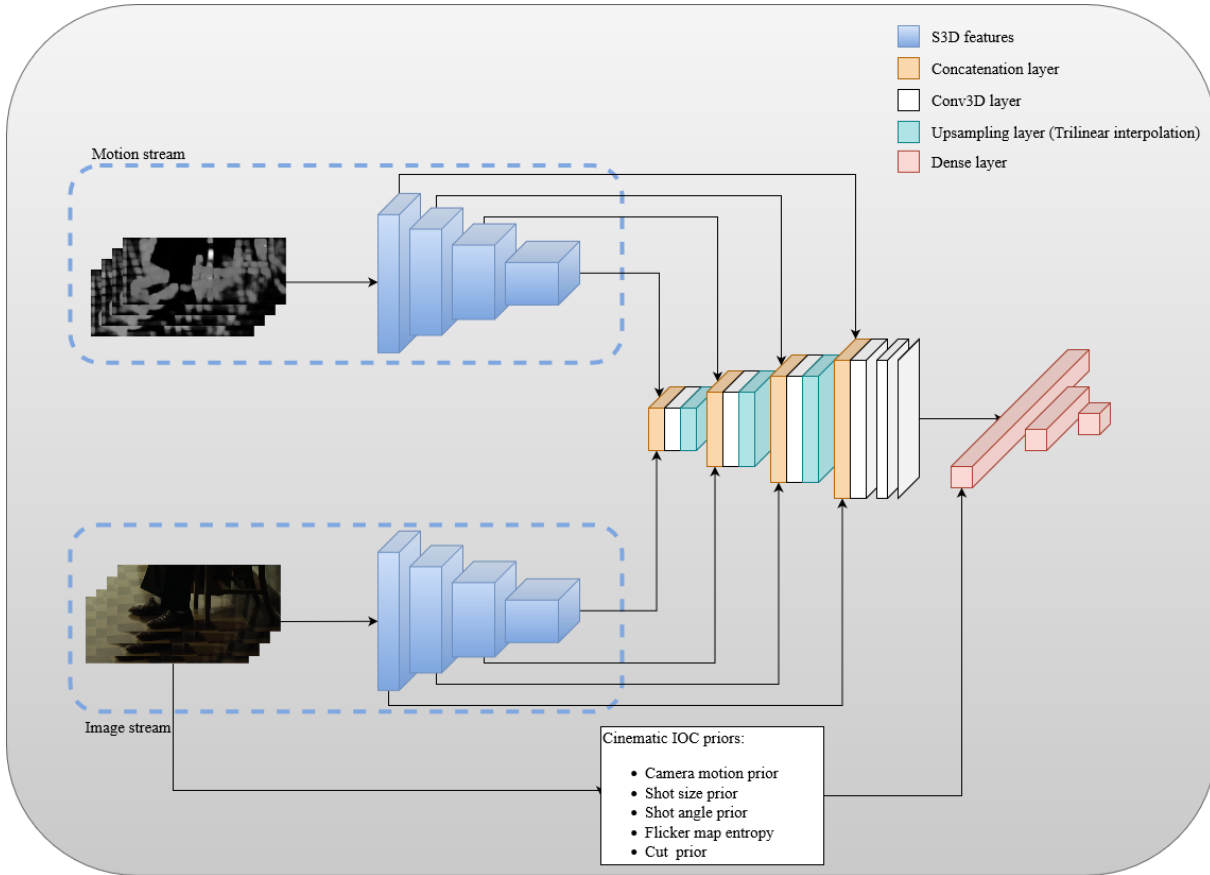 S3D features
Concatenation layer
Conv3D layer
Upsampling layer (Trilinear interpolation)
Dense layer
Motion stream
Image stream
Cinematic IOC priors:
• Camera motion prior
• Shot size prior
• Shot angle prior
• Flicker map entropy
• Cut prior